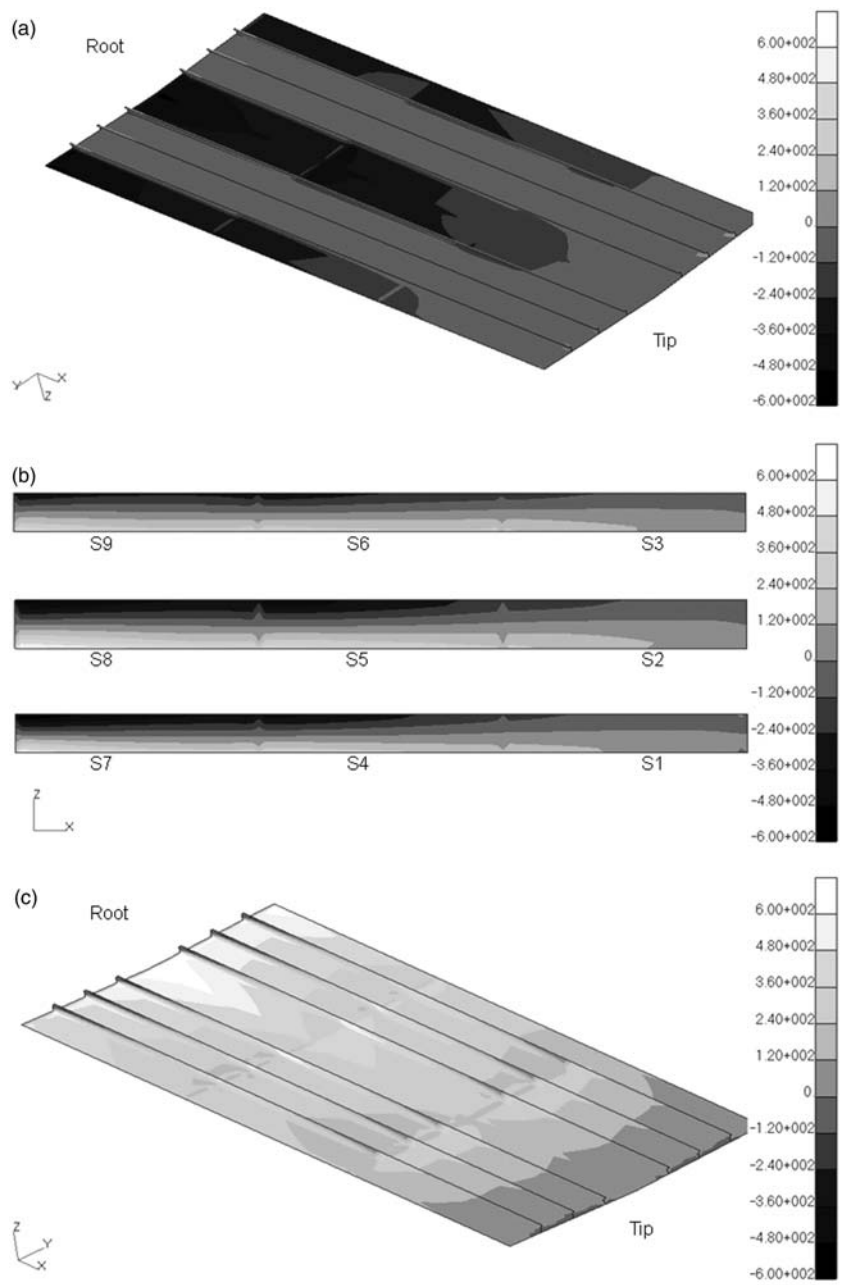 (a)
Root
Tip
Y X
Z
6.00+002
4.80+002
3.60+002
2.40+002
1.20+002
0
-1.20+002
-2.40+002
-3.60+002
-4.80+002
-6.00+002
(b)
S9 S6 S3
S8 S5 S2
S7 S4 S1
Z
X
6.00+002
4.80+002
3.60+002
2.40+002
1.20+002
0.
-1.20+002
-2.40+002
-3.60+002
-4.80+002
-6.00+002
(c)
Root
Tip
Z
Y
X
6.00+002
4.80+002
3.60+002
2.40+002
1.20+002
0
-1.20+002
-2.40+002
-3.60+002
-4.80+002
-6.00+002